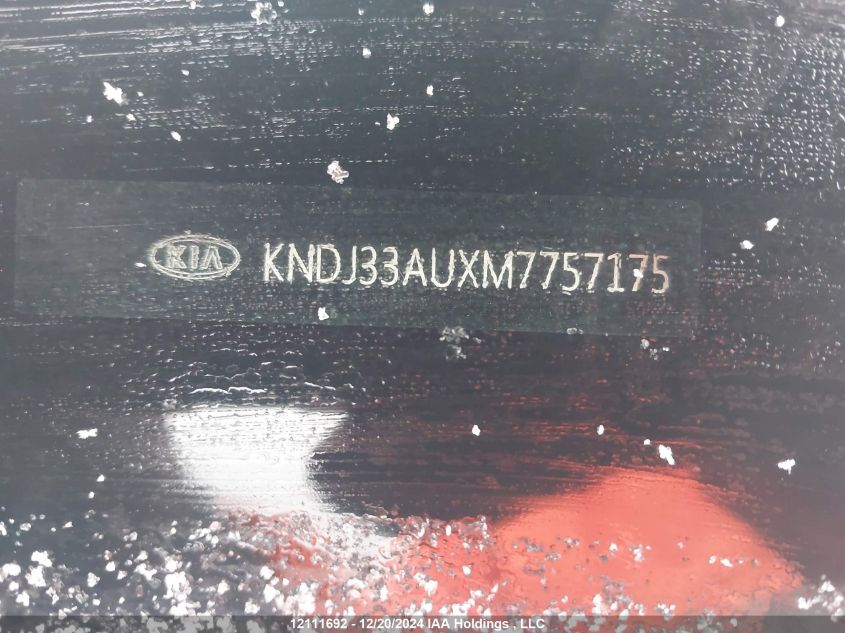 KIA KNDJ33AUXM7757175
12111692 - 12/20/2024 IAA Holdings , LLC